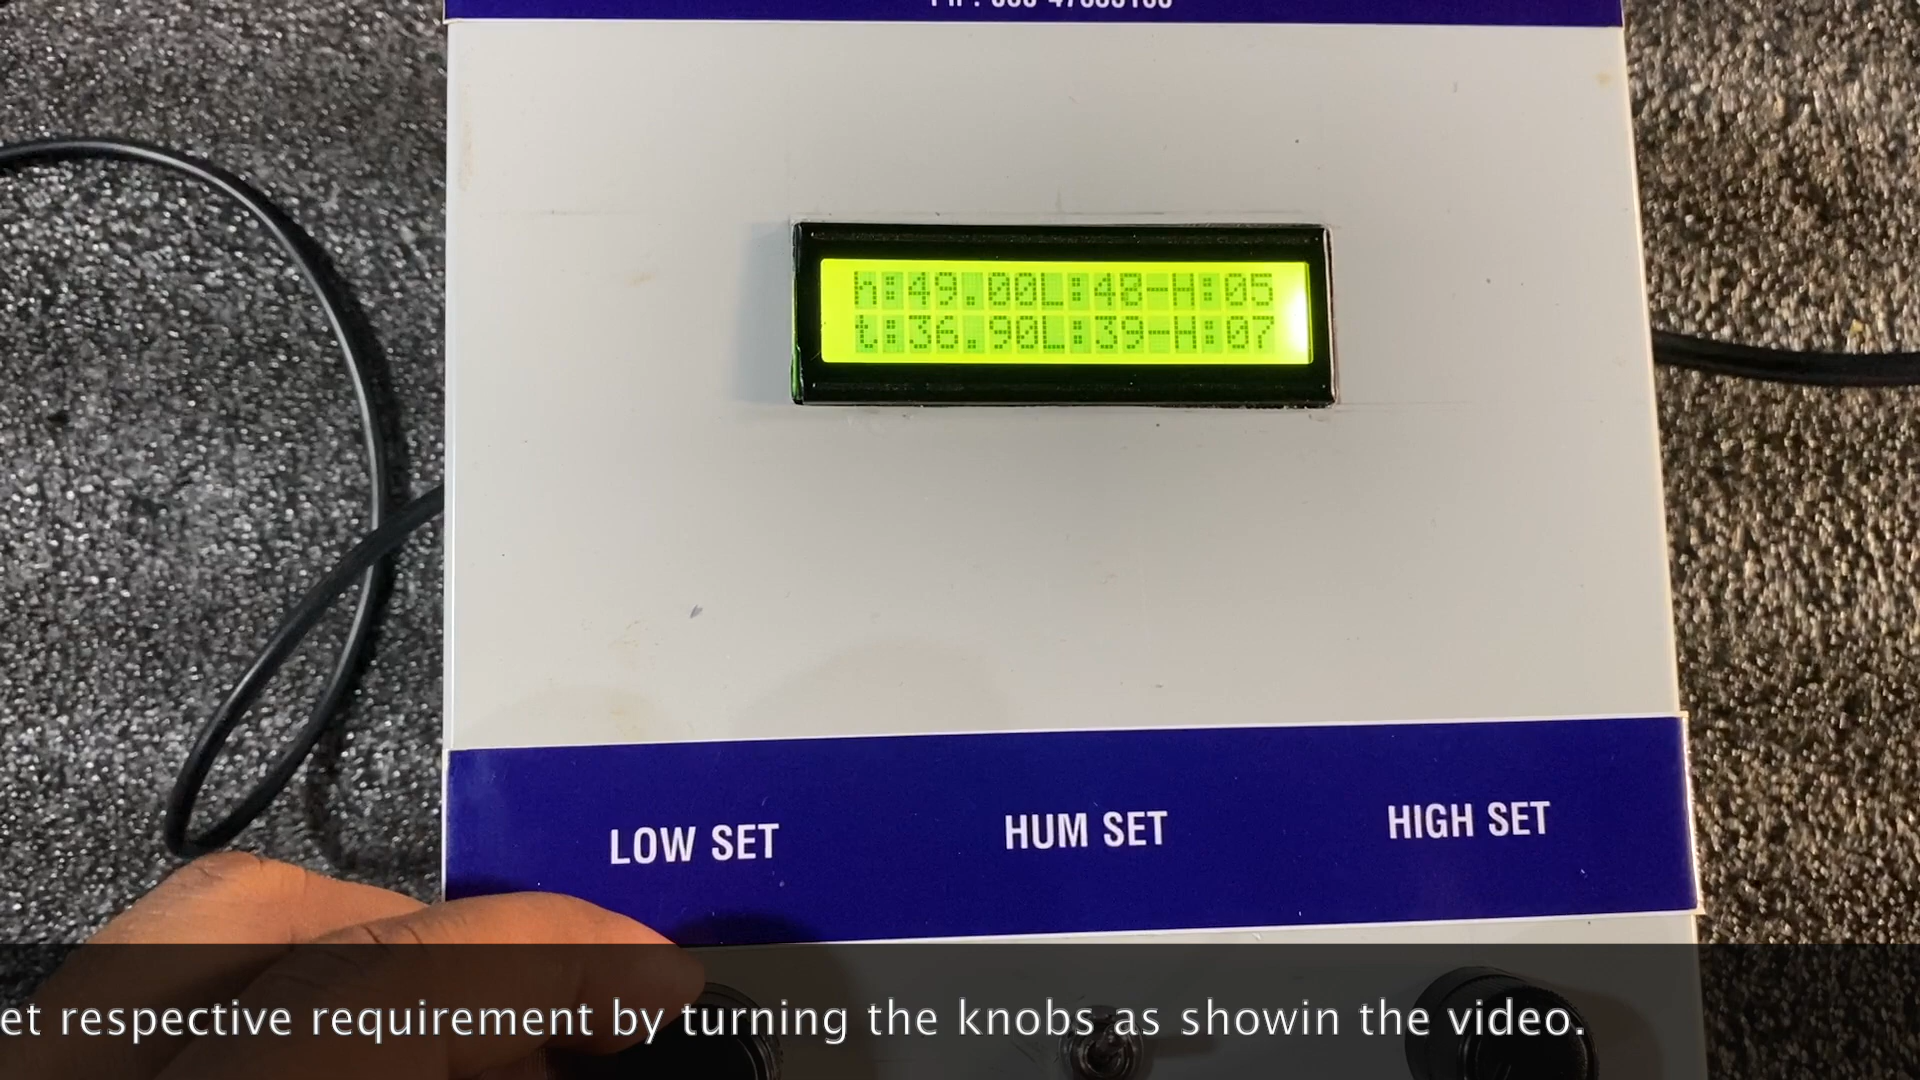 h:49.00L:48-H:05
t:36.90L:39-H:07
LOW SET
HUM SET
HIGH SET
et respective requirement by turning the knobs as showin the video.